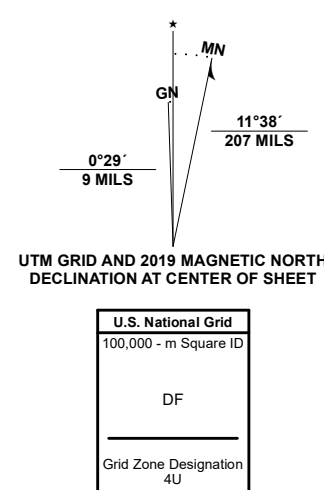 ★
MN
GN
11°38´
207 MILS
0°29´
9 MILS
UTM GRID AND 2019 MAGNETIC NORTH
DECLINATION AT CENTER OF SHEET
U.S. National Grid
100,000 - m Square ID
DF
Grid Zone Designation
4U